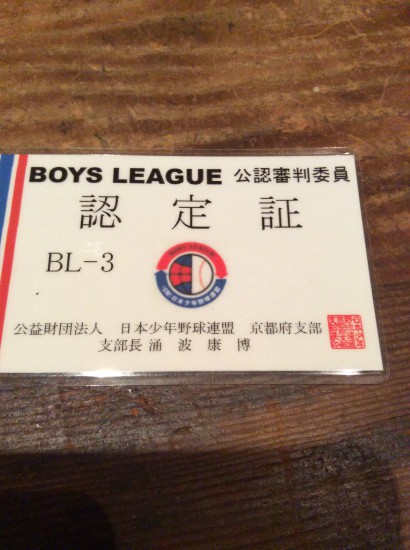 BOYS LEAGUE 公認審判委員
認定証
BL-3
公益財団法人 日本少年野球連盟 京都府支部
支部長 涌波康博